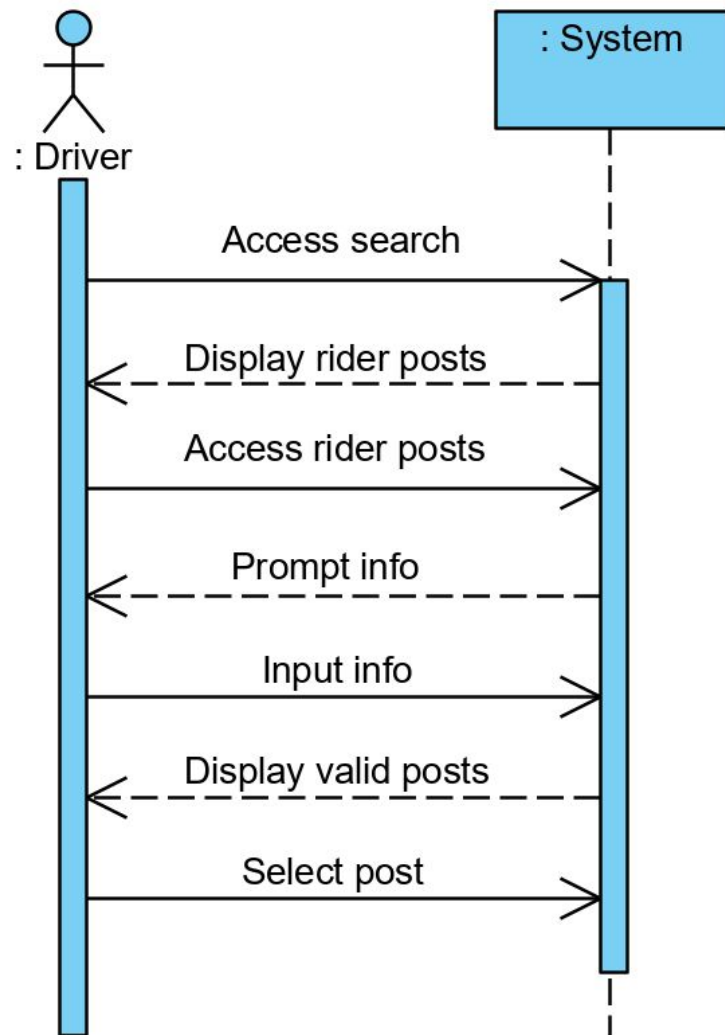 : System
: Driver
Access search
Display rider posts
Access rider posts
Prompt info
Input info
Display valid posts
Select post